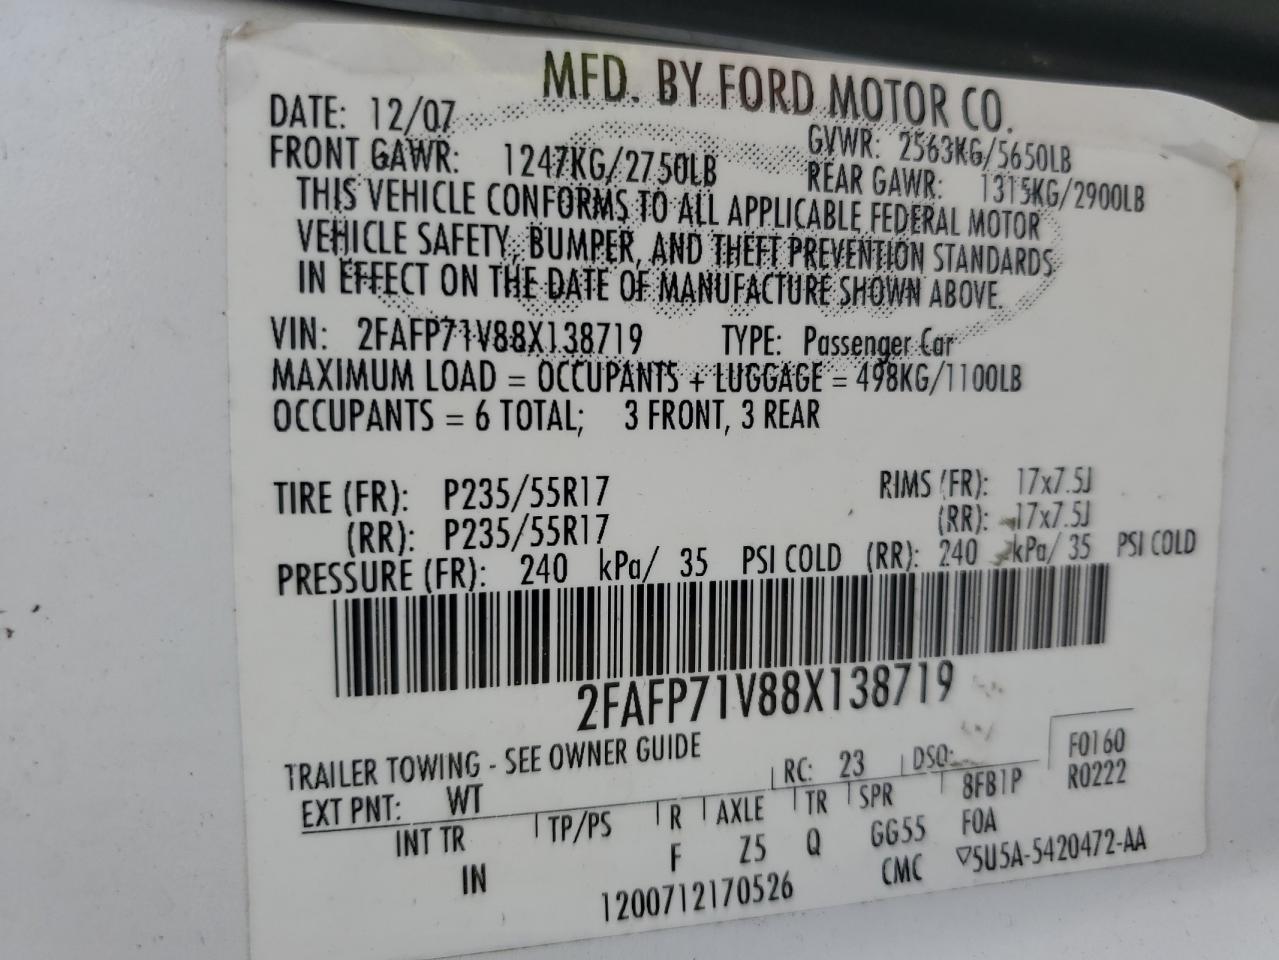 MFD. BY FORD MOTOR CO.
DATE: 12/07 GVWR: 2563KG/5650LB
FRONT GAWR: 1247KG/2750LB REAR GAWR: 1315KG/2900LB
THIS VEHICLE CONFORMS TO ALL APPLICABLE FEDERAL MOTOR
VEHICLE SAFETY, BUMPER, AND THEFT PREVENTION STANDARDS
IN EFFECT ON THE DATE OF MANUFACTURE SHOWN ABOVE.
VIN: 2FAFP71V88X138719 TYPE: Passenger Car
MAXIMUM LOAD = OCCUPANTS + LUGGAGE = 498KG/1100LB
OCCUPANTS = 6 TOTAL; 3 FRONT, 3 REAR
TIRE (FR): P235/55R17 RIMS (FR): 17x7.5J
(RR): P235/55R17 (RR): 17x7.5J
PRESSURE (FR): 240 kPa/ 35 PSI COLD (RR): 240 kPa/ 35 PSI COLD
2FAFP71V88X138719
TRAILER TOWING - SEE OWNER GUIDE
EXT PNT: WT RC: 23 DSO: F0160
INT TR TP/PS R AXLE TR SPR 8FB1P R0222
IN F Z5 Q GG55 F0A
1200712170526 CMC ▽5U5A-5420472-AA